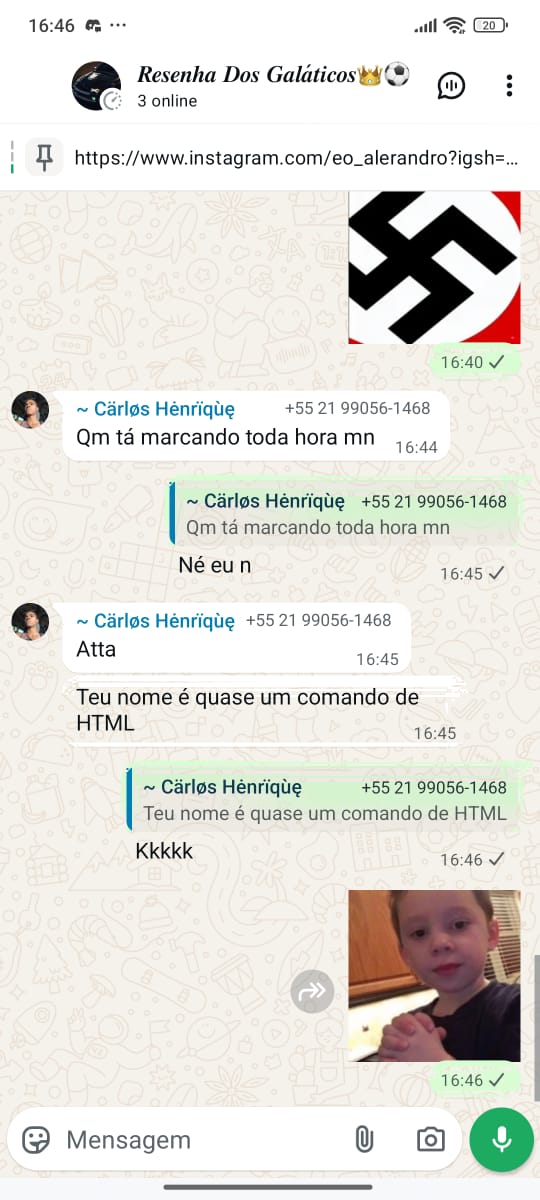 16:46
20
Resenha Dos Galáticos
3 online
https://www.instagram.com/eo_alerandro?igsh=...
16:40
~ Cärløs Hėnrïqùę +55 21 99056-1468
Qm tá marcando toda hora mn
16:44
~ Cärløs Hėnrïqùę +55 21 99056-1468
Qm tá marcando toda hora mn
Né eu n
16:45
~ Cärløs Hėnrïqùę +55 21 99056-1468
Atta
16:45
Teu nome é quase um comando de
HTML
16:45
~ Cärløs Hėnrïqùę +55 21 99056-1468
Teu nome é quase um comando de HTML
Kkkkk
16:46
16:46
Mensagem